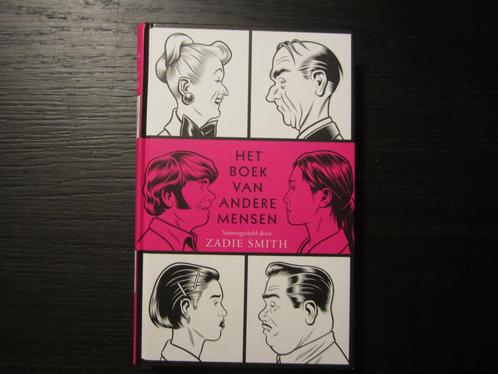 HET
BOEK
VAN
ANDERE
MENSEN
Samengesteld door
ZADIE SMITH